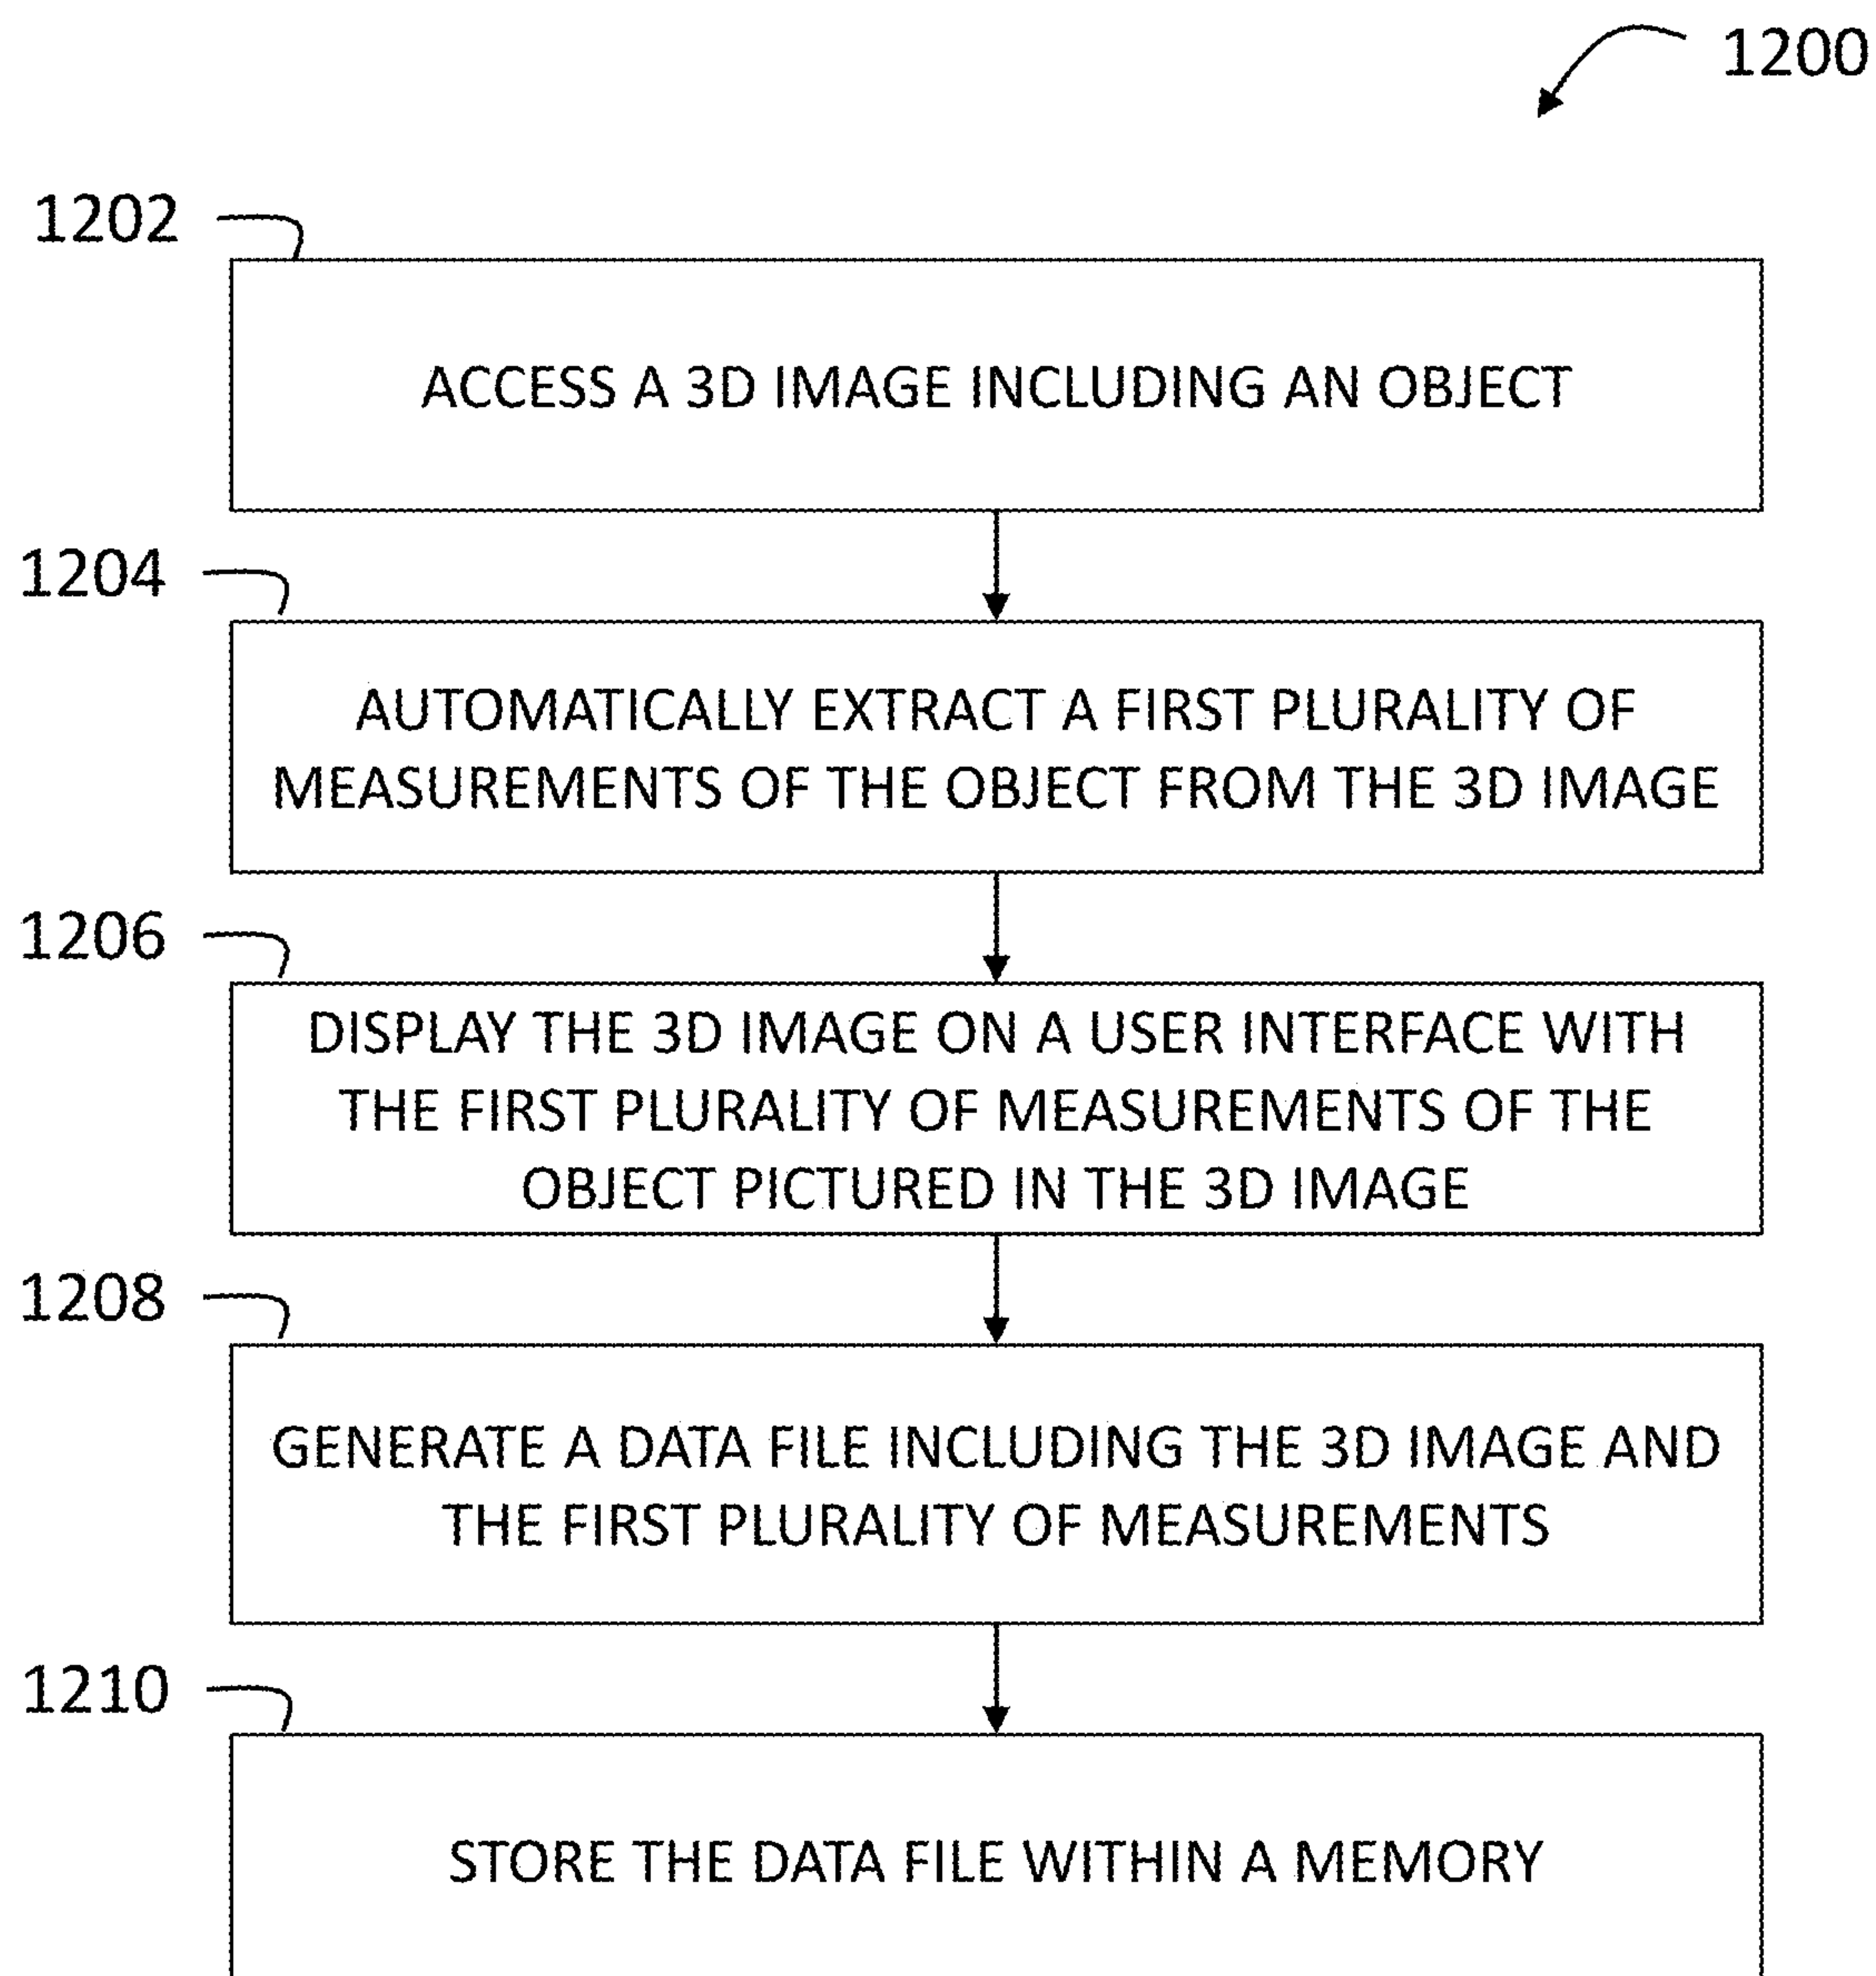 1200
1202
ACCESS A 3D IMAGE INCLUDING AN OBJECT
1204
AUTOMATICALLY EXTRACT A FIRST PLURALITY OF
MEASUREMENTS OF THE OBJECT FROM THE 3D IMAGE
1206
DISPLAY THE 3D IMAGE ON A USER INTERFACE WITH
THE FIRST PLURALITY OF MEASUREMENTS OF THE
OBJECT PICTURED IN THE 3D IMAGE
1208
GENERATE A DATA FILE INCLUDING THE 3D IMAGE AND
THE FIRST PLURALITY OF MEASUREMENTS
1210
STORE THE DATA FILE WITHIN A MEMORY